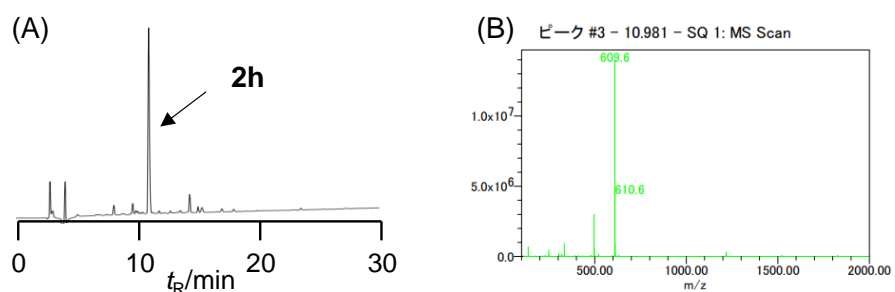 (A)
2h
0
10
20
30
tR/min
(B)
ピーク #3 - 10.981 - SQ 1: MS Scan
609.6
1.0x10⁷
5.0x10⁶
610.6
0.0
500.00
1000.00
1500.00
2000.00
m/z